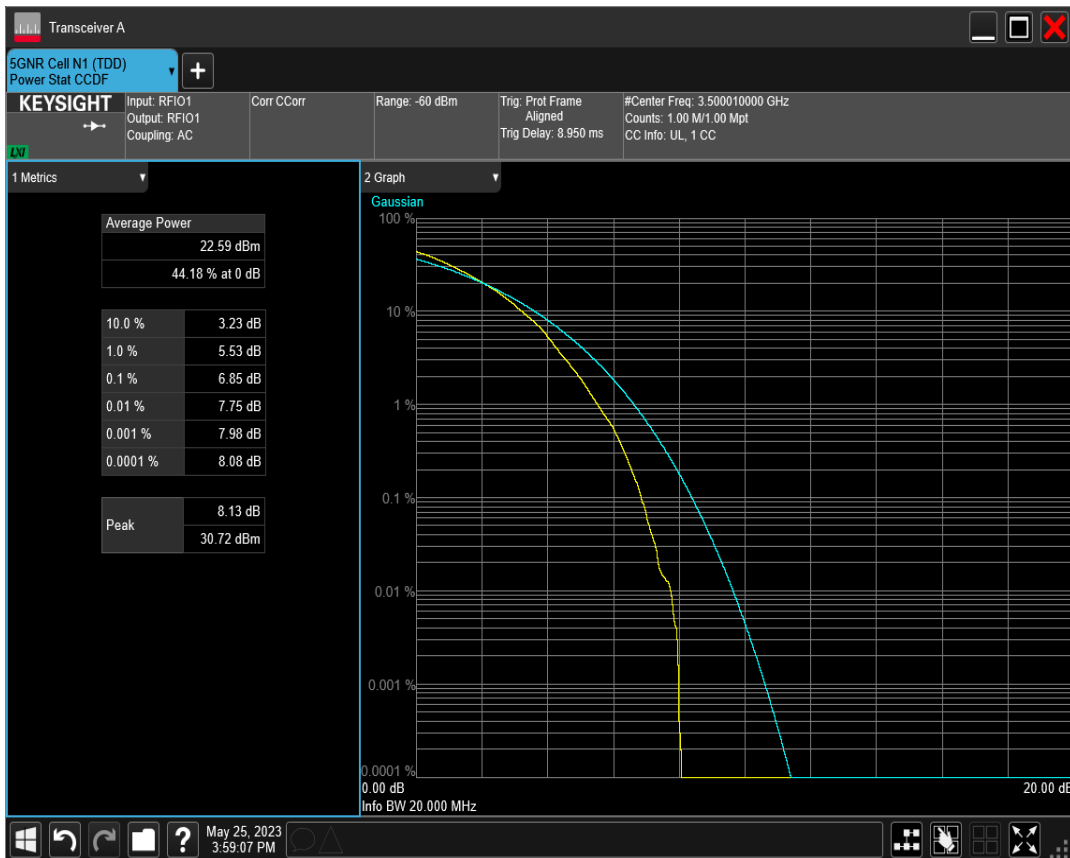 Transceiver A
5GNR Cell N1 (TDD)
Power Stat CCDF
KEYSIGHT
LXI
Input: RFIO1
Output: RFIO1
Coupling: AC
Corr CCorr
Range: -60 dBm
Trig: Prot Frame
Aligned
Trig Delay: 8.950 ms
#Center Freq: 3.500010000 GHz
Counts: 1.00 M/1.00 Mpt
CC Info: UL, 1 CC
1 Metrics
Average Power
22.59 dBm
44.18 % at 0 dB
10.0 % 3.23 dB
1.0 % 5.53 dB
0.1 % 6.85 dB
0.01 % 7.75 dB
0.001 % 7.98 dB
0.0001 % 8.08 dB
Peak 8.13 dB
30.72 dBm
2 Graph
Gaussian
100 %
10 %
1 %
0.1 %
0.01 %
0.001 %
0.0001 %
0.00 dB 20.00 dB
Info BW 20.000 MHz
?
May 25, 2023
3:59:07 PM